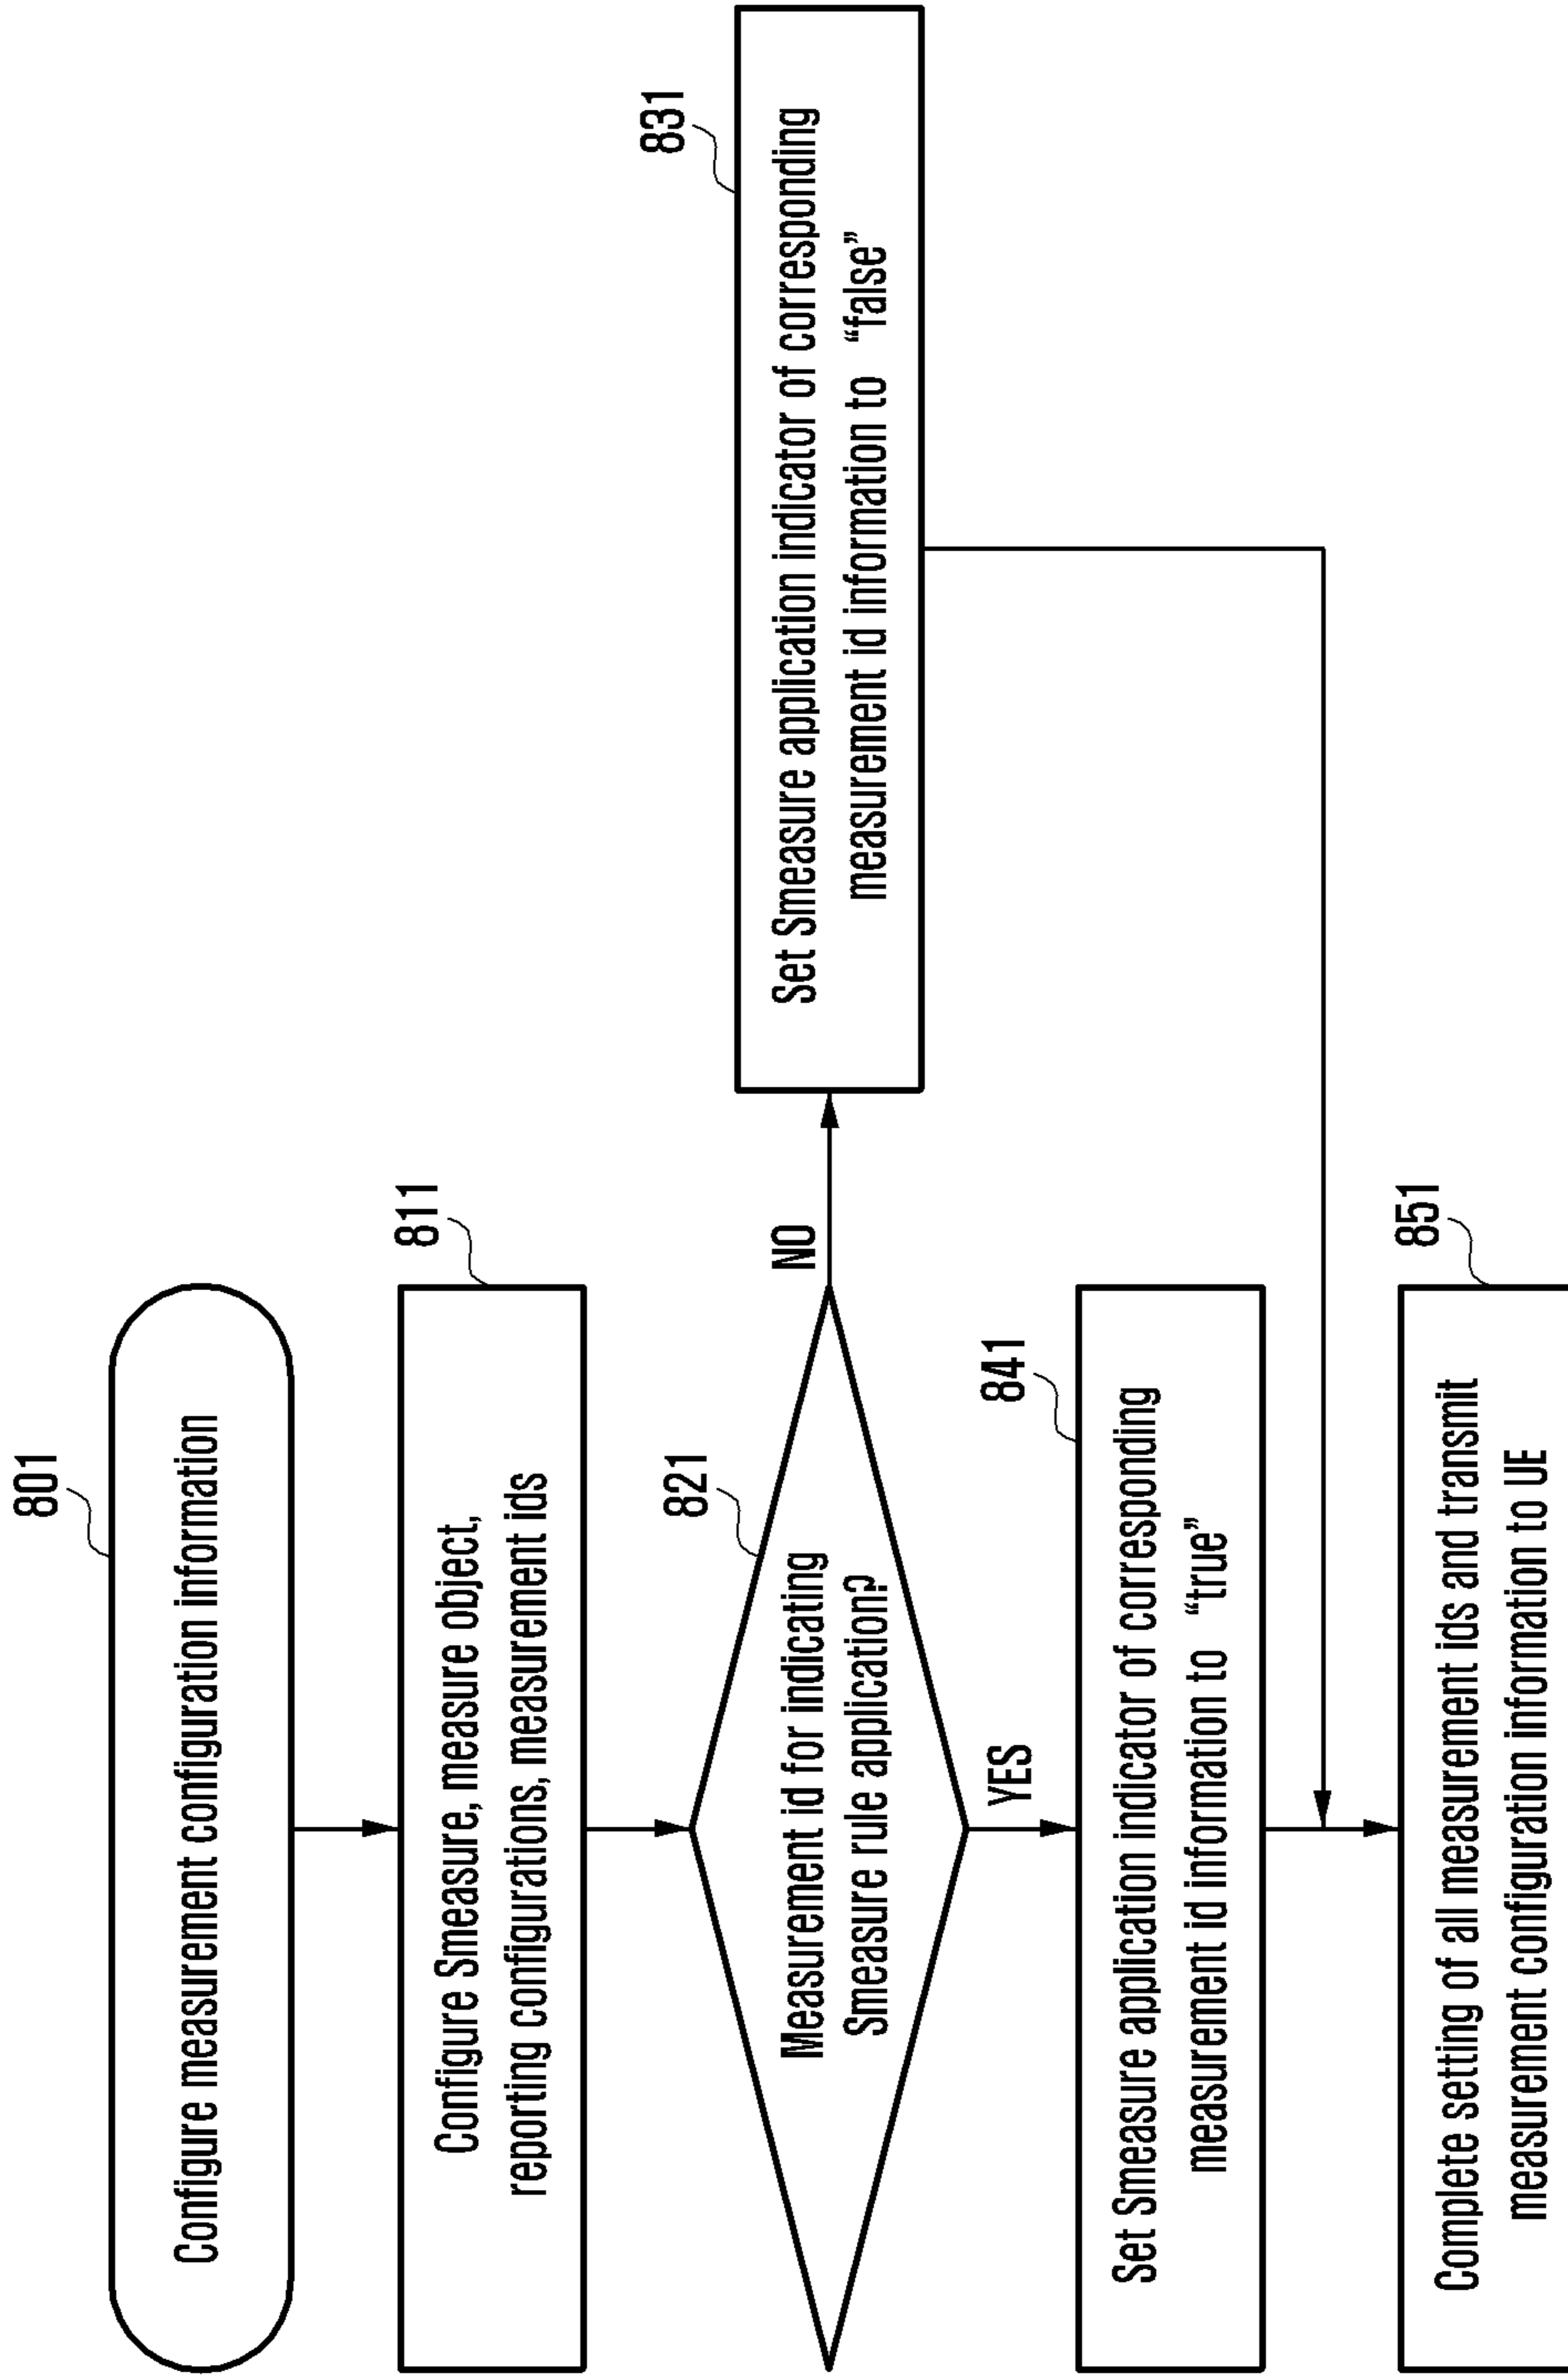 801
Configure measurement configuration information
811
Configure Smeasure, measure object,
reporting configurations, measurement ids
821
Measurement id for indicating
Smeasure rule application?
NO
831
Set Smeasure application indicator of corresponding
measurement id information to "false"
YES
841
Set Smeasure application indicator of corresponding
measurement id information to "true"
851
Complete setting of all measurement ids and transmit
measurement configuration information to UE